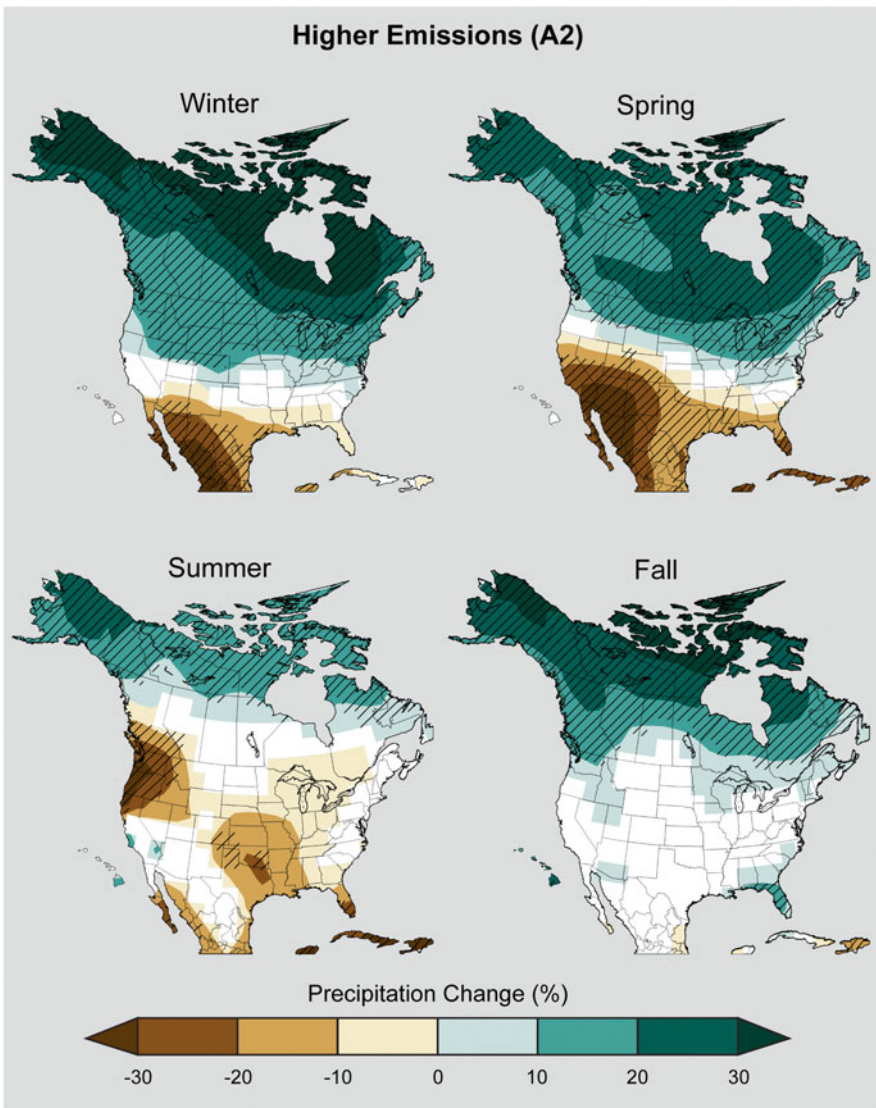 Higher Emissions (A2)
Winter
Spring
Summer
Fall
Precipitation Change (%)
-30 -20 -10 0 10 20 30